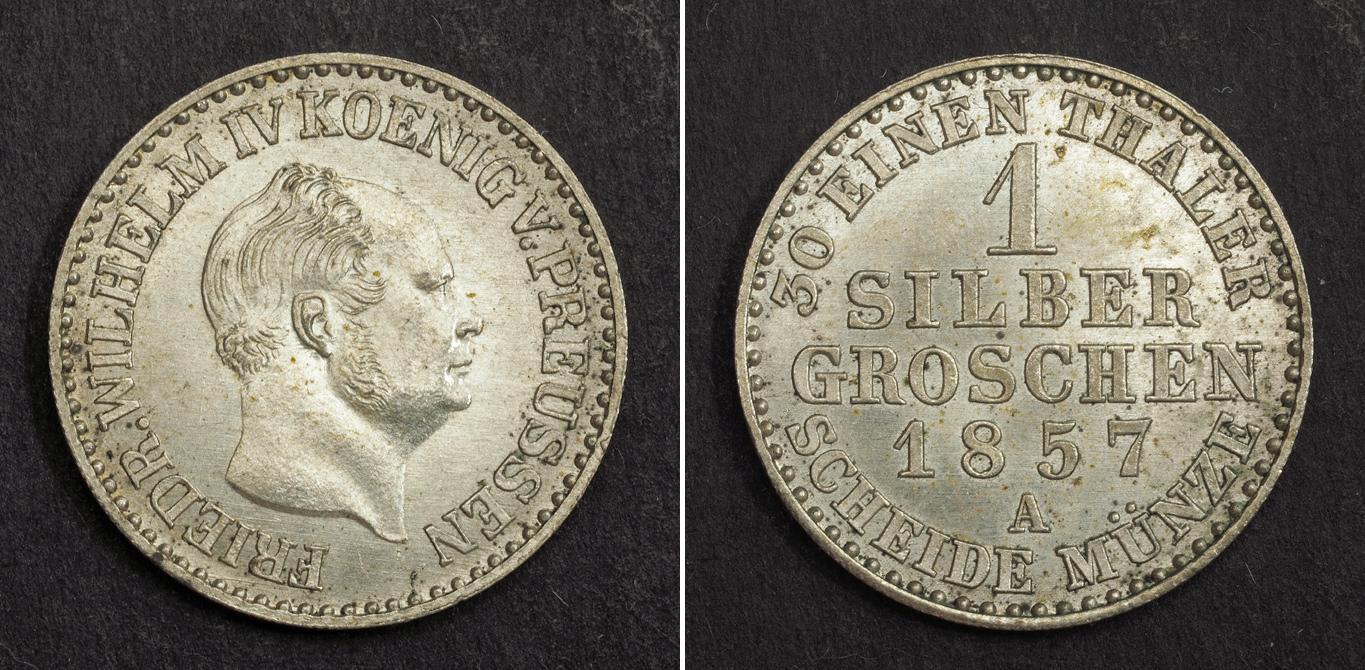 FRIEDR. WILHELM IV KOENIG V. PREUSSEN
30 EINEN THALER
1
SILBER
GROSCHEN
1857
A
SCHEIDE MÜNZE